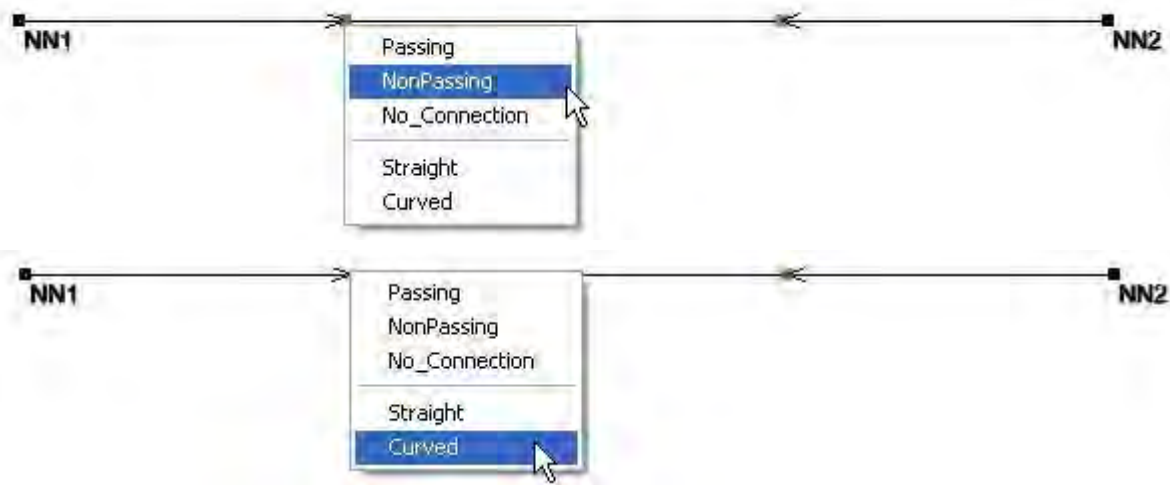 NN1
NN2
Passing
NonPassing
No_Connection
Straight
Curved
NN1
NN2
Passing
NonPassing
No_Connection
Straight
Curved